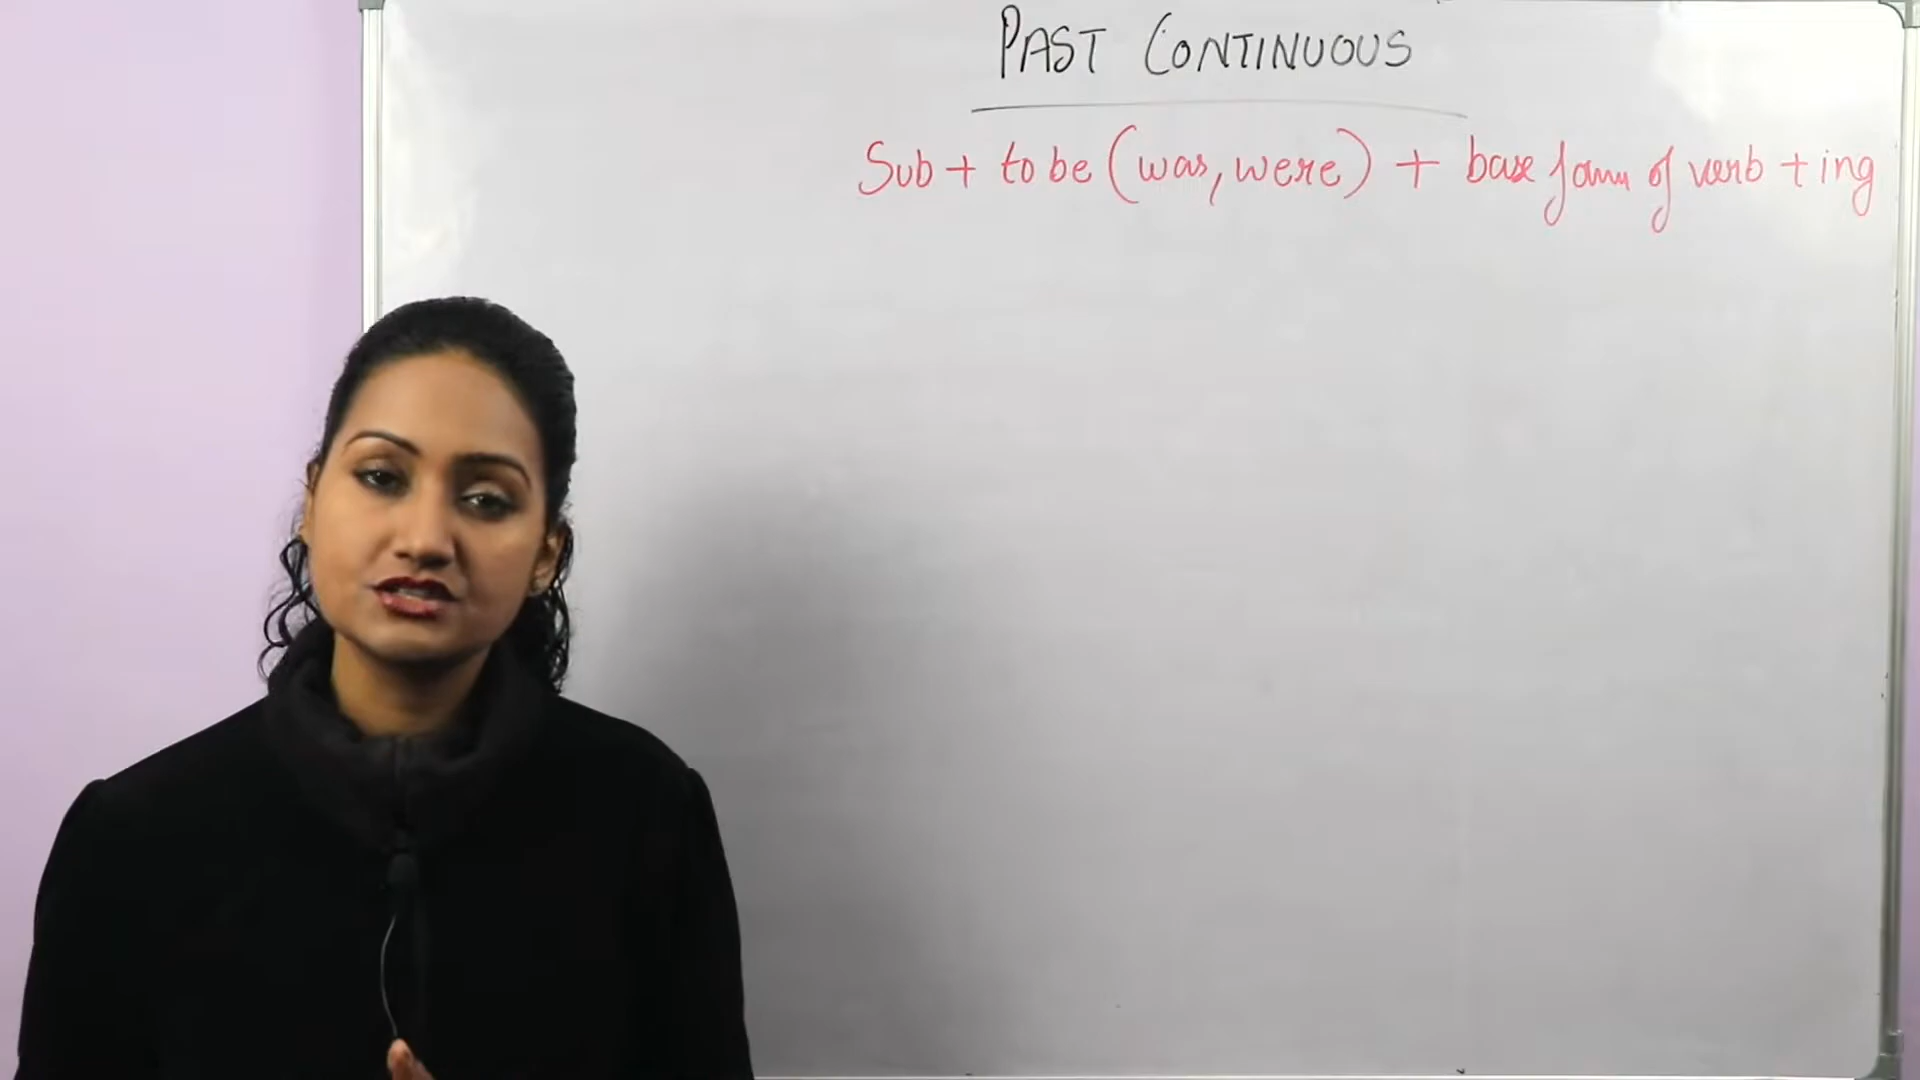 PAST CONTINUOUS
Sub + to be (was, were) + base form of verb + ing